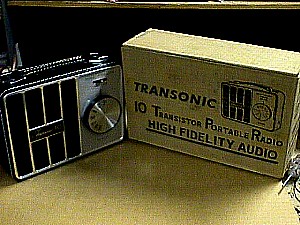 TRANSONIC
10 TRANSISTOR PORTABLE RADIO
HIGH FIDELITY AUDIO